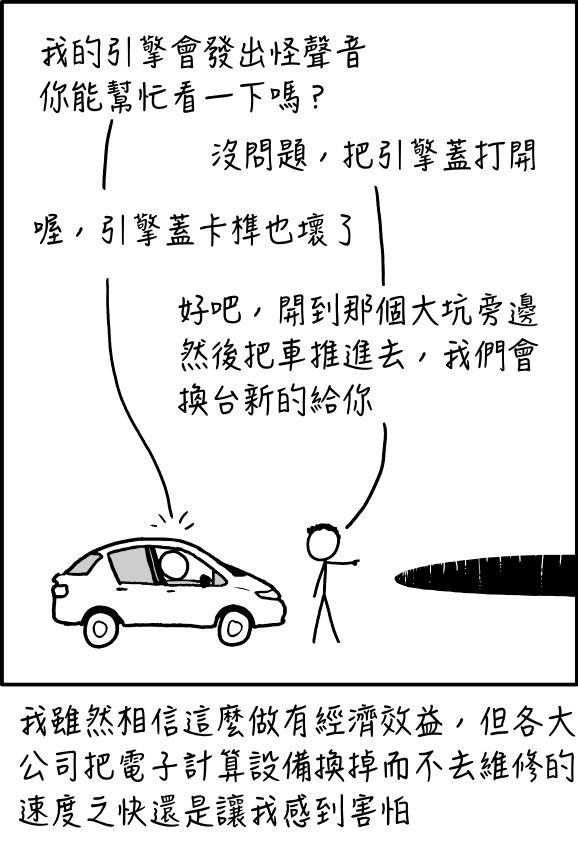 我的引擎會發出怪聲音
你能幫忙看一下嗎？
沒問題，把引擎蓋打開
喔，引擎蓋卡榫也壞了
好吧，開到那個大坑旁邊
然後把車推進去，我們會
換台新的給你
我雖然相信這麼做有經濟效益，但各大
公司把電子計算設備換掉而不去維修的
速度之快還是讓我感到害怕